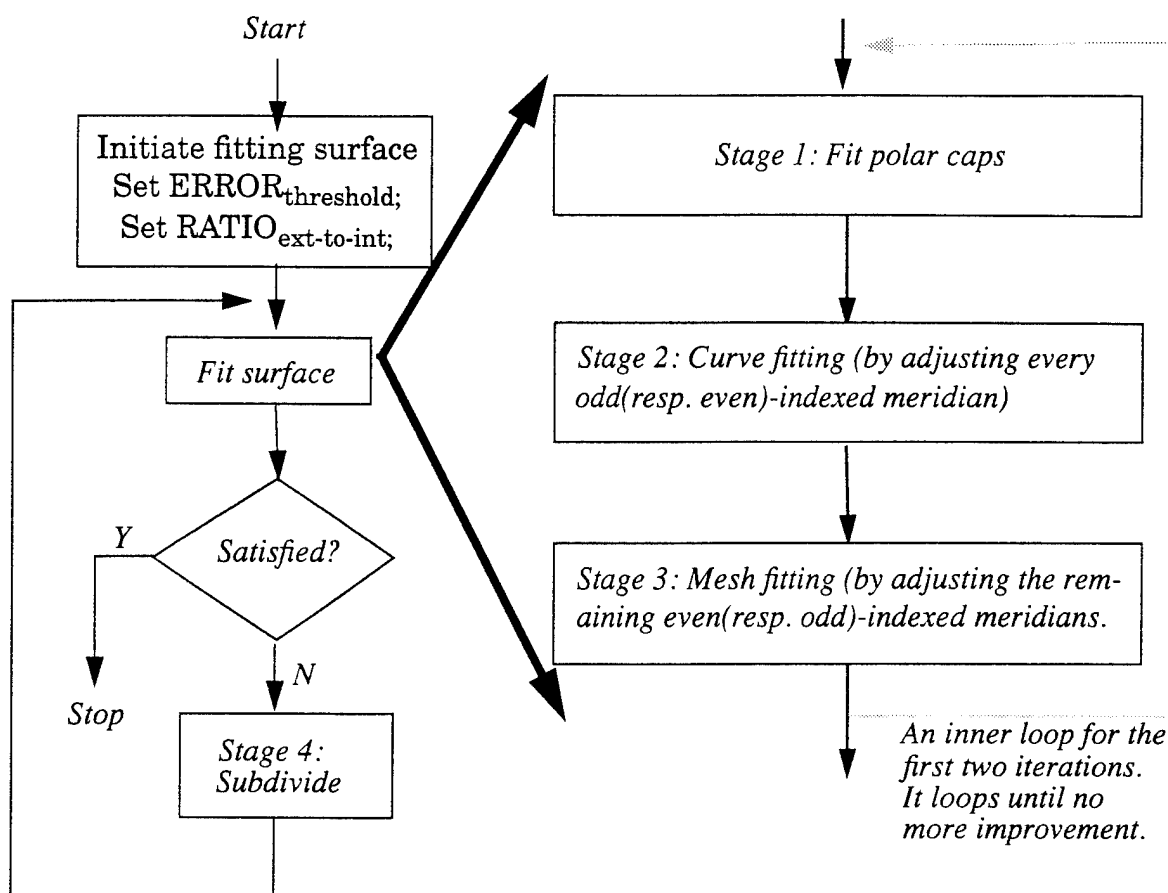 Start
Initiate fitting surface
Set ERRORthreshold;
Set RATIOext-to-int;
Fit surface
Satisfied?
Y
N
Stop
Stage 4:
Subdivide
Stage 1: Fit polar caps
Stage 2: Curve fitting (by adjusting every
odd(resp. even)-indexed meridian)
Stage 3: Mesh fitting (by adjusting the rem-
aining even(resp. odd)-indexed meridians.
An inner loop for the
first two iterations.
It loops until no
more improvement.